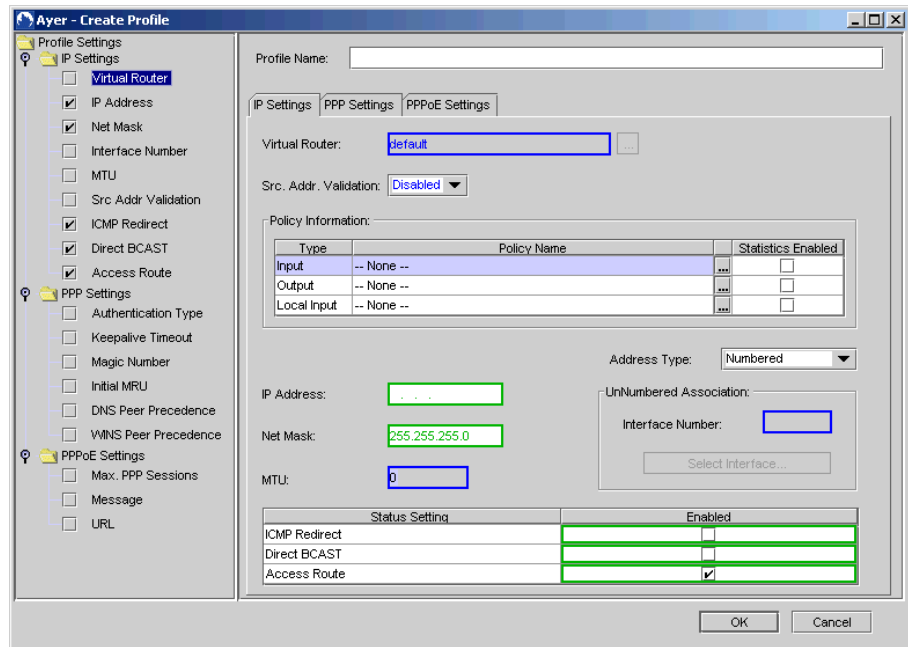 Ayer - Create Profile
Profile Settings
IP Settings
Virtual Router
IP Address
Net Mask
Interface Number
MTU
Src Addr Validation
ICMP Redirect
Direct BCAST
Access Route
PPP Settings
Authentication Type
Keepalive Timeout
Magic Number
Initial MRU
DNS Peer Precedence
WINS Peer Precedence
PPPoE Settings
Max. PPP Sessions
Message
URL
Profile Name:
IP Settings PPP Settings PPPoE Settings
Virtual Router: default ...
Src. Addr. Validation: Disabled
Policy Information:
Type Policy Name Statistics Enabled
Input -- None -- ...
Output -- None -- ...
Local Input -- None -- ...
Address Type: Numbered
IP Address: . . .
UnNumbered Association:
Interface Number:
Net Mask: 255.255.255.0
Select Interface...
MTU: 0
Status Setting Enabled
ICMP Redirect
Direct BCAST
Access Route
OK Cancel